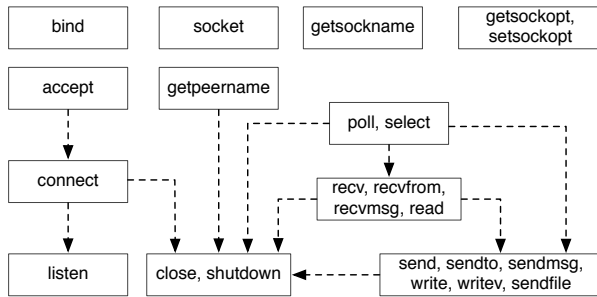 bind
socket
getsockname
getsockopt,
setsockopt
accept
getpeername
poll, select
connect
recv, recvfrom,
recvmsg, read
listen
close, shutdown
send, sendto, sendmsg,
write, writev, sendfile